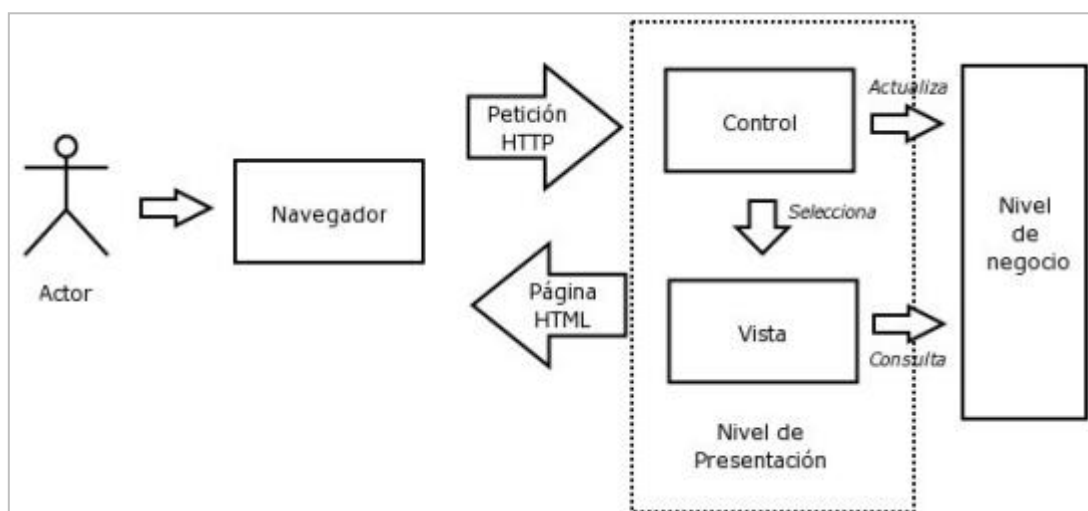 Actor
Navegador
Petición
HTTP
Página
HTML
Control
Selecciona
Vista
Nivel de
Presentación
Actualiza
Consulta
Nivel
de
negocio